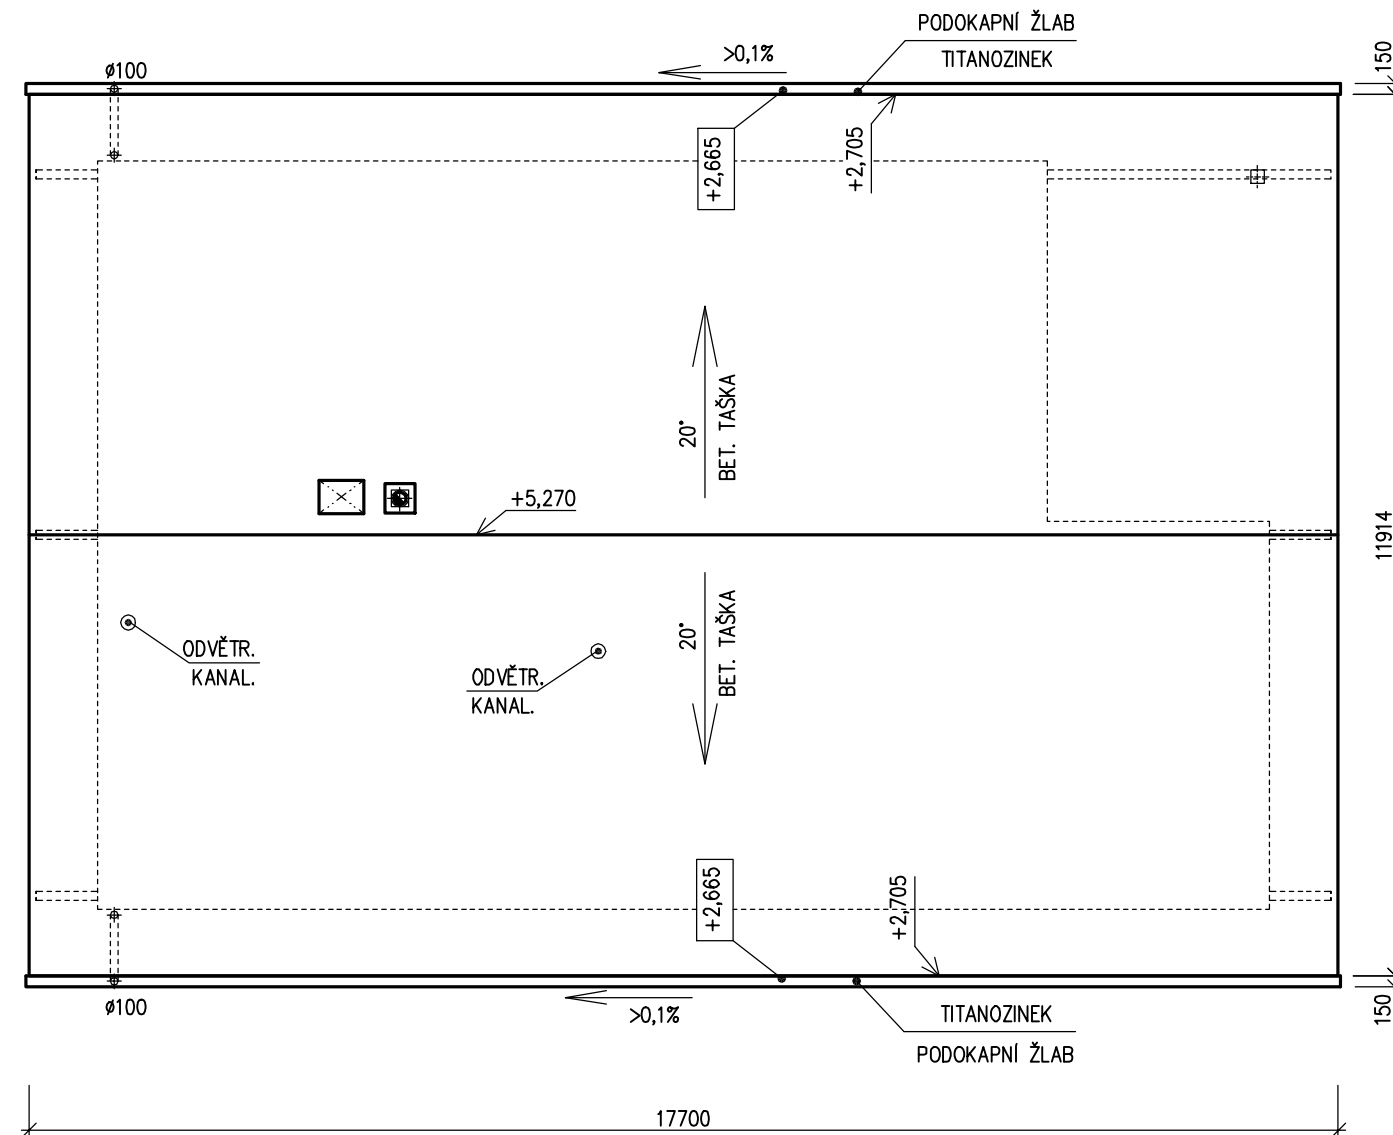 PODOKAPNÍ ŽLAB
TITANOZINEK
>0,1%
ø100
150
+2,665
+2,705
20°
BET. TAŠKA
+5,270
11914
20°
BET. TAŠKA
ODVĚTR.
KANAL.
ODVĚTR.
KANAL.
+2,665
+2,705
ø100
>0,1%
TITANOZINEK
PODOKAPNÍ ŽLAB
150
17700